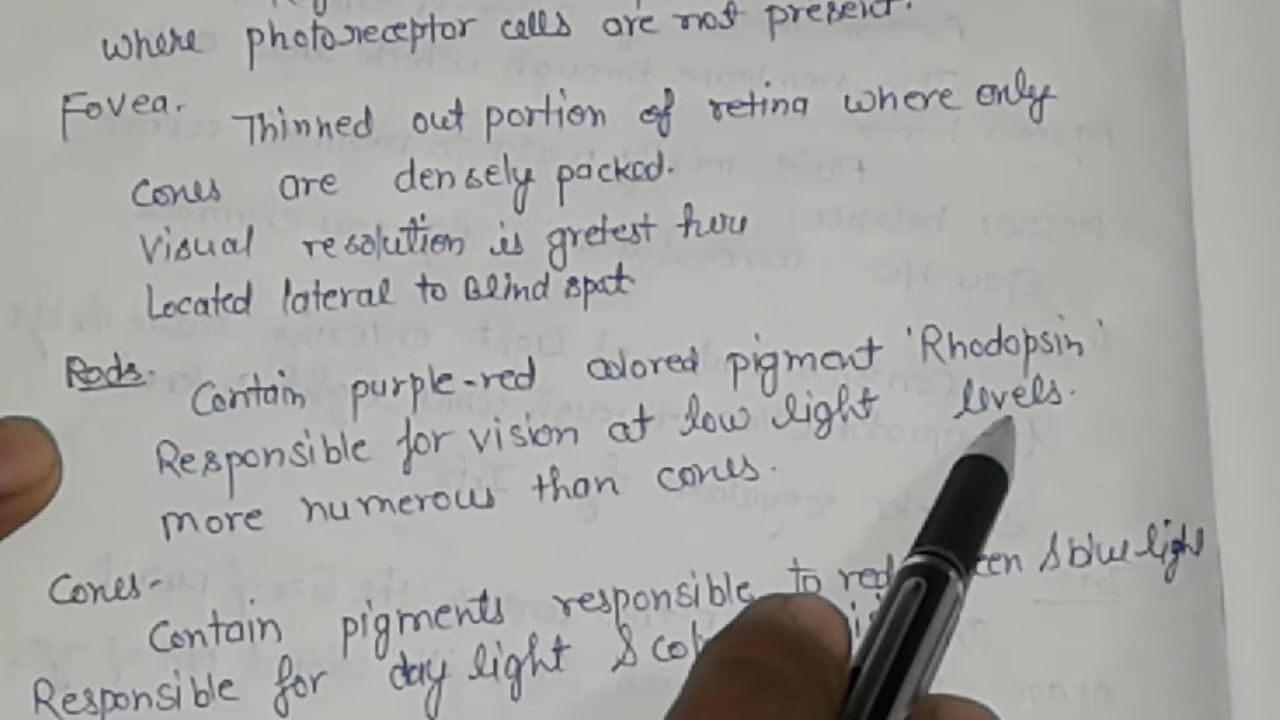 where photoreceptor cells are not present.
Fovea. Thinned out portion of retina where only
cones are densely packed.
Visual resolution is gretest here
Located lateral to Blind spot
Rods. Contain purple-red colored pigment 'Rhodopsin'
Responsible for vision at low light levels.
more numerous than cones.
Cones-
Contain pigments responsible to red & blue light
Responsible for day light &